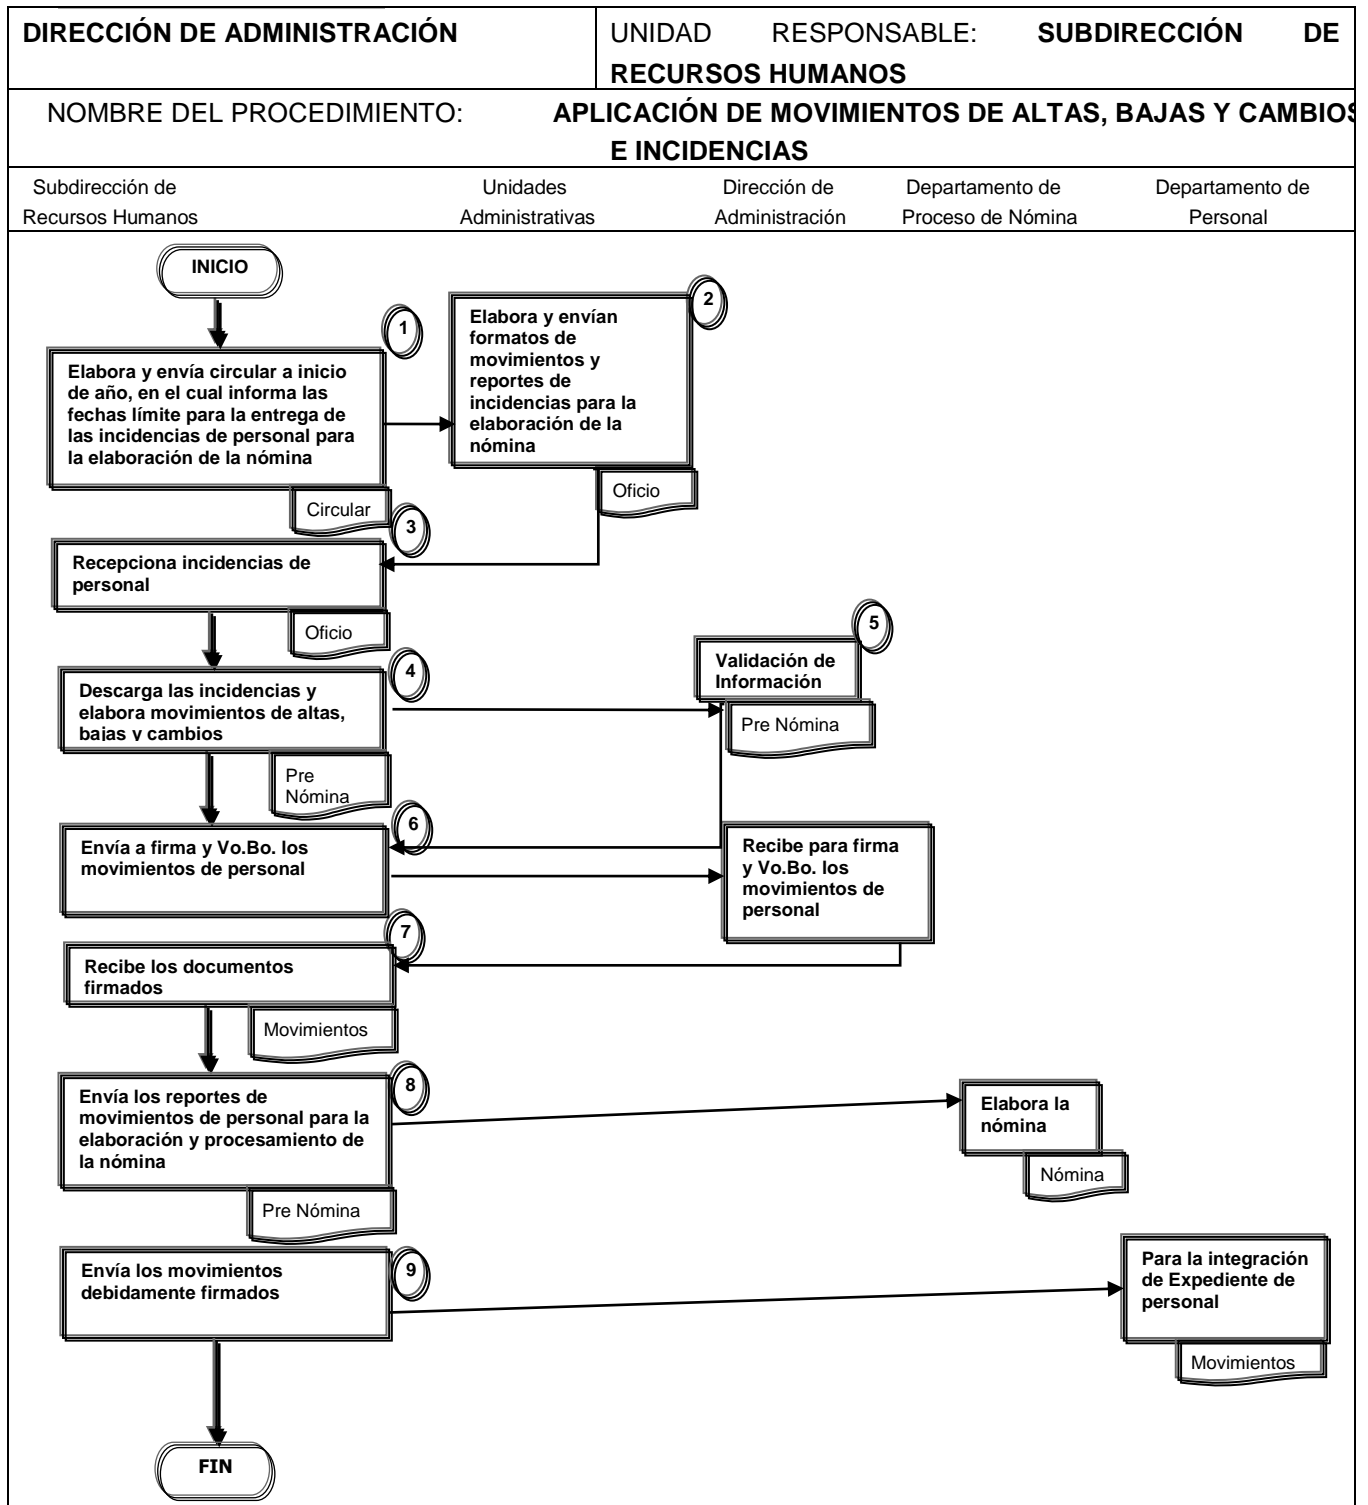 DIRECCIÓN DE ADMINISTRACIÓN
UNIDAD RESPONSABLE: SUBDIRECCIÓN DE
RECURSOS HUMANOS
NOMBRE DEL PROCEDIMIENTO: APLICACIÓN DE MOVIMIENTOS DE ALTAS, BAJAS Y CAMBIOS
E INCIDENCIAS
Subdirección de
Recursos Humanos
Unidades
Administrativas
Dirección de
Administración
Departamento de
Proceso de Nómina
Departamento de
Personal
INICIO
1
Elabora y envía circular a inicio
de año, en el cual informa las
fechas límite para la entrega de
las incidencias de personal para
la elaboración de la nómina
Circular
2
Elabora y envían
formatos de
movimientos y
reportes de
incidencias para la
elaboración de la
nómina
Oficio
3
Recepciona incidencias de
personal
Oficio
4
Descarga las incidencias y
elabora movimientos de altas,
bajas y cambios
Pre
Nómina
5
Validación de
Información
Pre Nómina
6
Envía a firma y Vo.Bo. los
movimientos de personal
Recibe para firma
y Vo.Bo. los
movimientos de
personal
7
Recibe los documentos
firmados
Movimientos
8
Envía los reportes de
movimientos de personal para la
elaboración y procesamiento de
la nómina
Pre Nómina
Elabora la
nómina
Nómina
9
Envía los movimientos
debidamente firmados
Para la integración
de Expediente de
personal
Movimientos
FIN